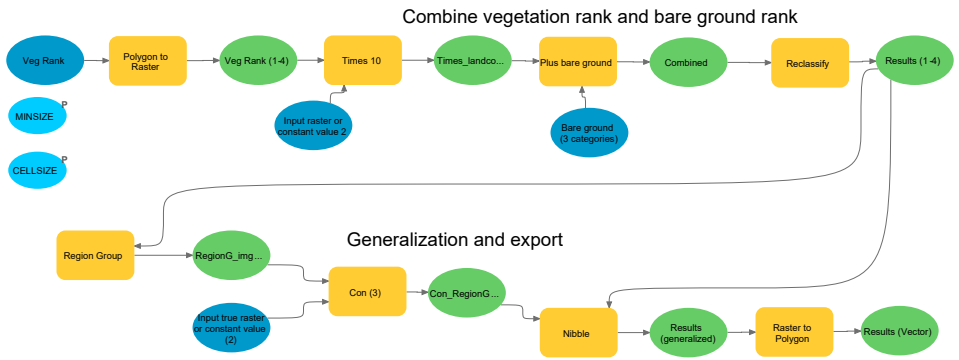 Combine vegetation rank and bare ground rank
Veg Rank
Polygon to
Raster
Veg Rank (1-4)
Times 10
Times_landco...
Plus bare ground
Combined
Reclassify
Results (1-4)
P
MINSIZE
Input raster or
constant value 2
Bare ground
(3 categories)
P
CELLSIZE
Generalization and export
Region Group
RegionG_img...
Con (3)
Con_RegionG...
Input true raster
or constant value
(2)
Nibble
Results
(generalized)
Raster to
Polygon
Results (Vector)